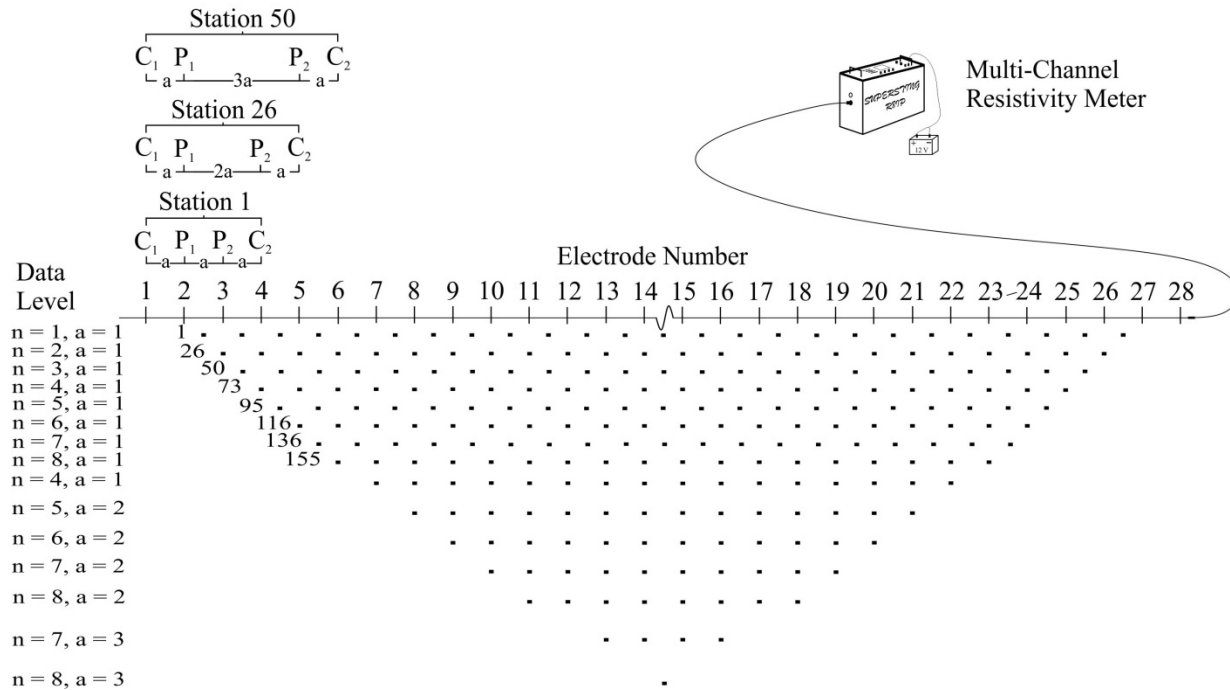 Station 50
C₁ P₁ P₂ C₂
a 3a a
Station 26
C₁ P₁ P₂ C₂
a 2a a
Station 1
C₁ P₁ P₂ C₂
a a a
Multi-Channel
Resistivity Meter
SUPERSTING
R8IP
+ −
12 V
Electrode Number
Data
Level
1 2 3 4 5 6 7 8 9 10 11 12 13 14 15 16 17 18 19 20 21 22 23 24 25 26 27 28
n = 1, a = 1 1
n = 2, a = 1 26
n = 3, a = 1 50
n = 4, a = 1 73
n = 5, a = 1 95
n = 6, a = 1 116
n = 7, a = 1 136
n = 8, a = 1 155
n = 4, a = 1
n = 5, a = 2
n = 6, a = 2
n = 7, a = 2
n = 8, a = 2
n = 7, a = 3
n = 8, a = 3